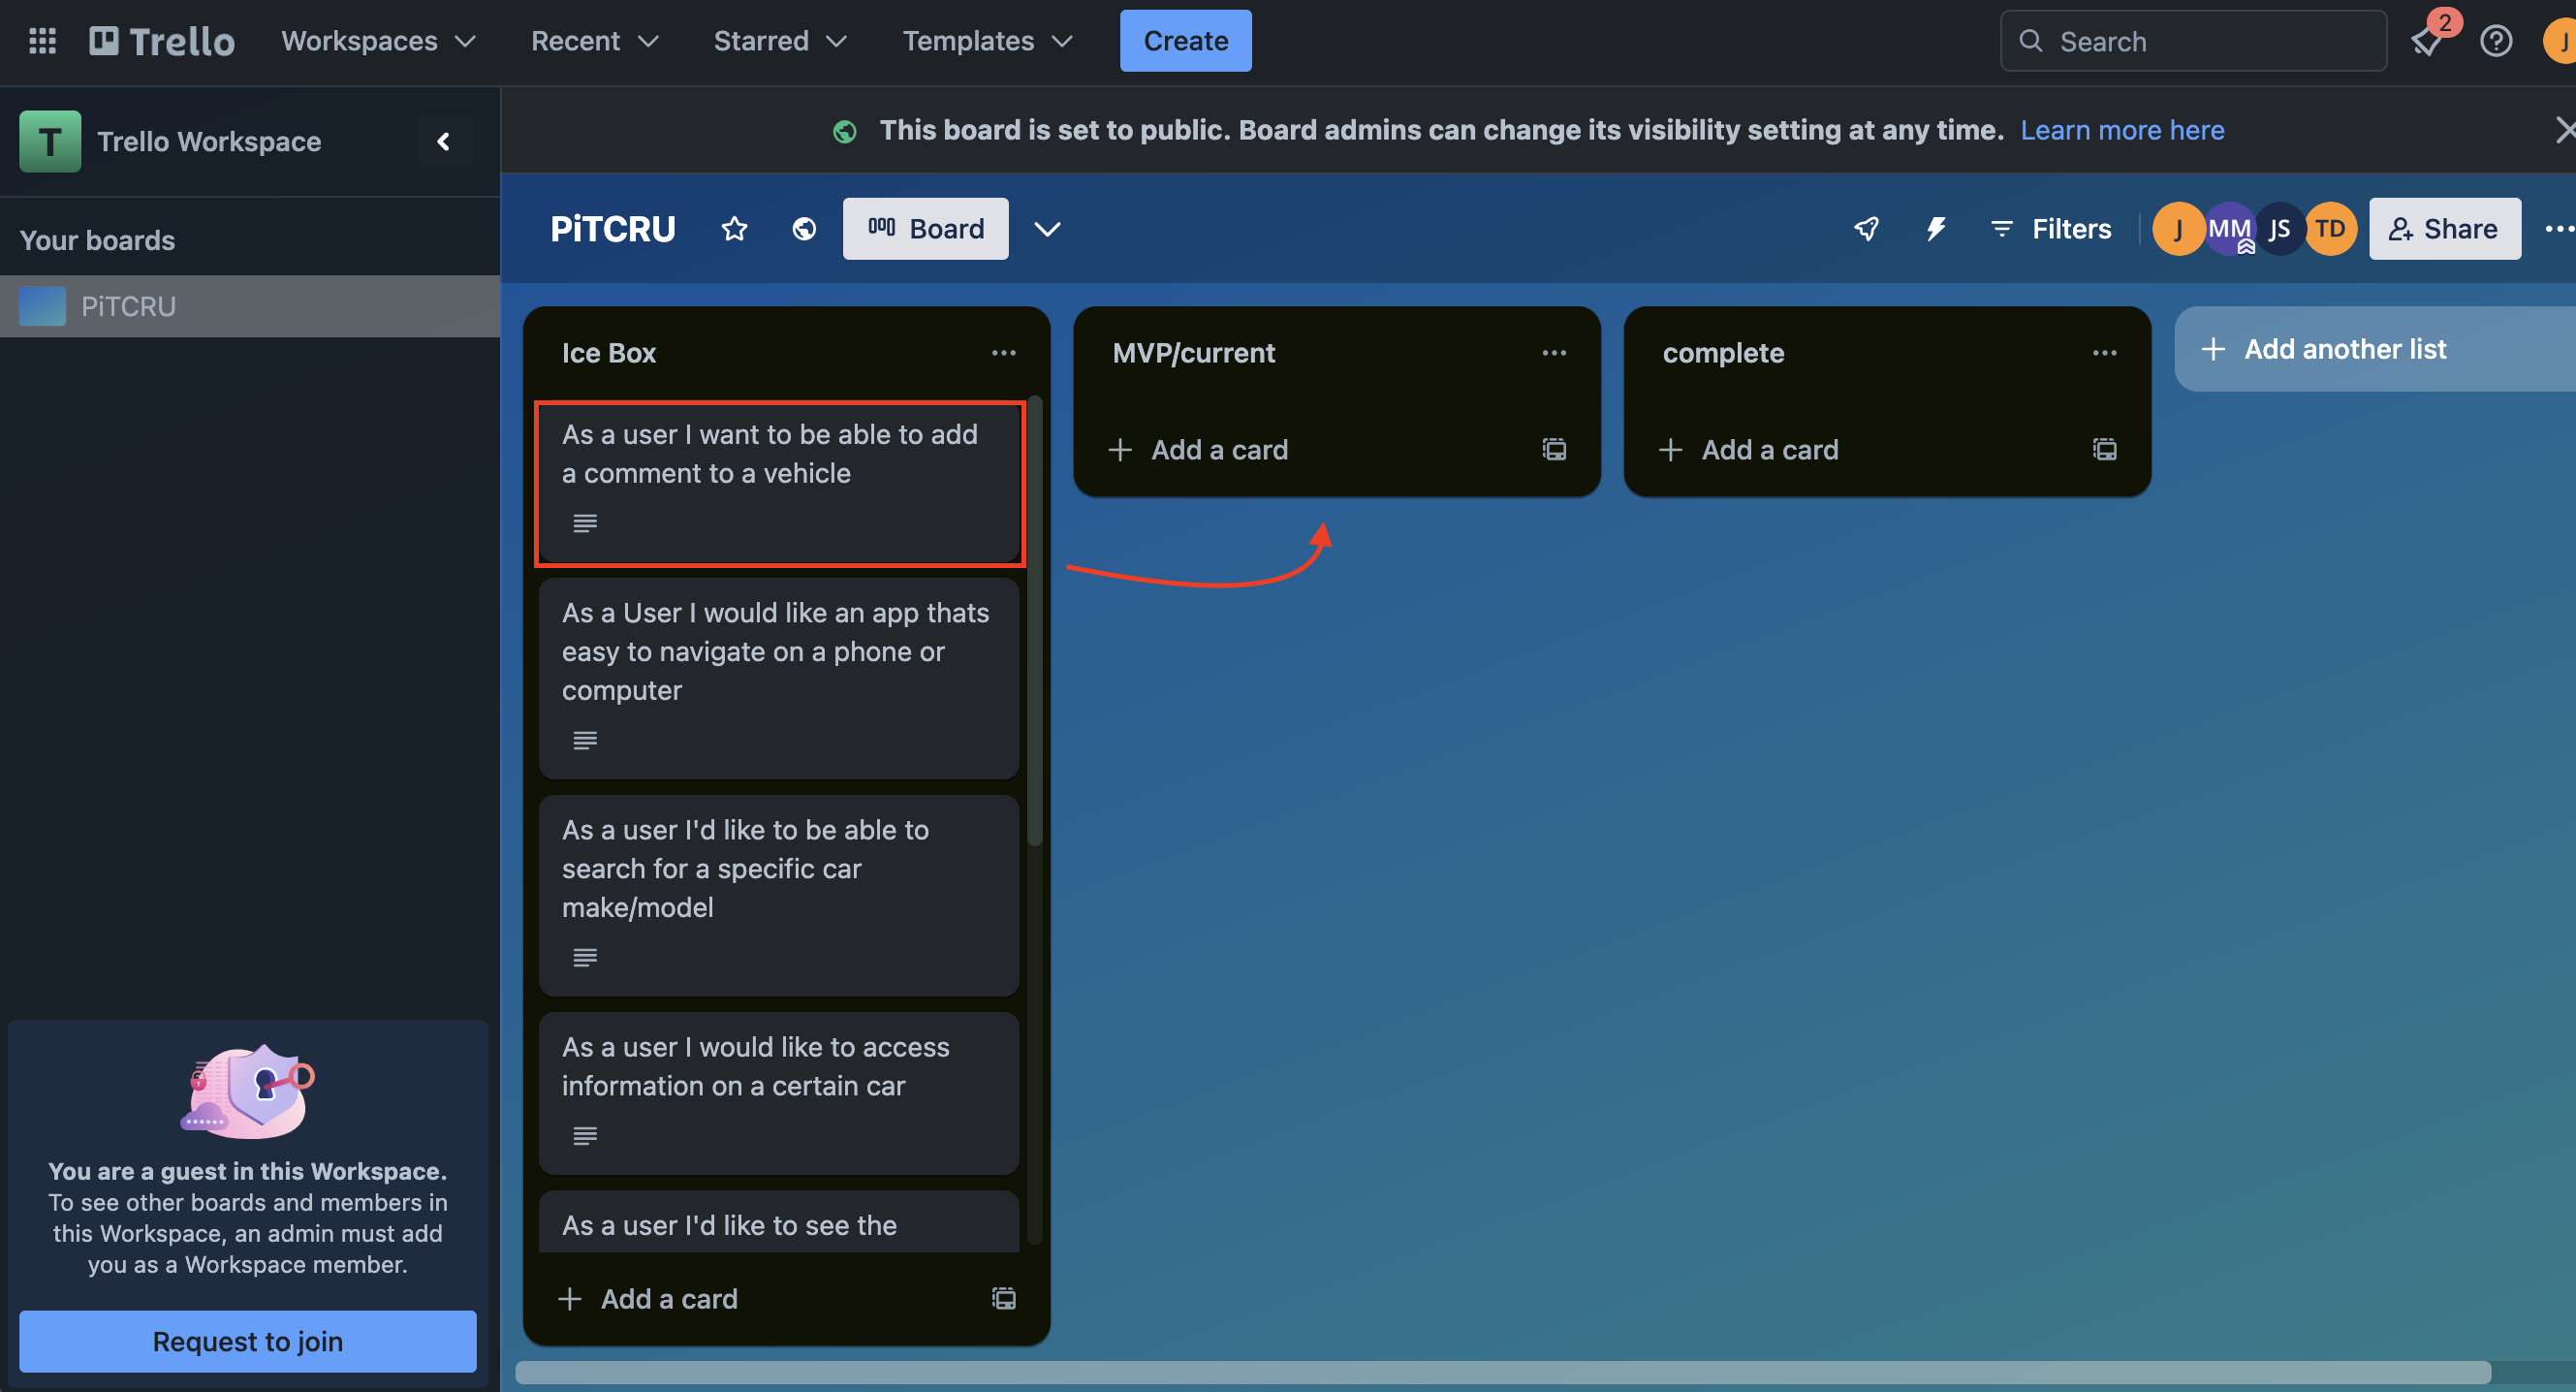 Trello
Workspaces
Recent
Starred
Templates
Create
Search
2
J
T
Trello Workspace
This board is set to public. Board admins can change its visibility setting at any time. Learn more here
Your boards
PiTCRU
PiTCRU
Board
Filters
J
MM
JS
TD
Share
Ice Box
As a user I want to be able to add
a comment to a vehicle
As a User I would like an app thats
easy to navigate on a phone or
computer
As a user I'd like to be able to
search for a specific car
make/model
As a user I would like to access
information on a certain car
As a user I'd like to see the
Add a card
MVP/current
Add a card
complete
Add a card
Add another list
You are a guest in this Workspace.
To see other boards and members in
this Workspace, an admin must add
you as a Workspace member.
Request to join